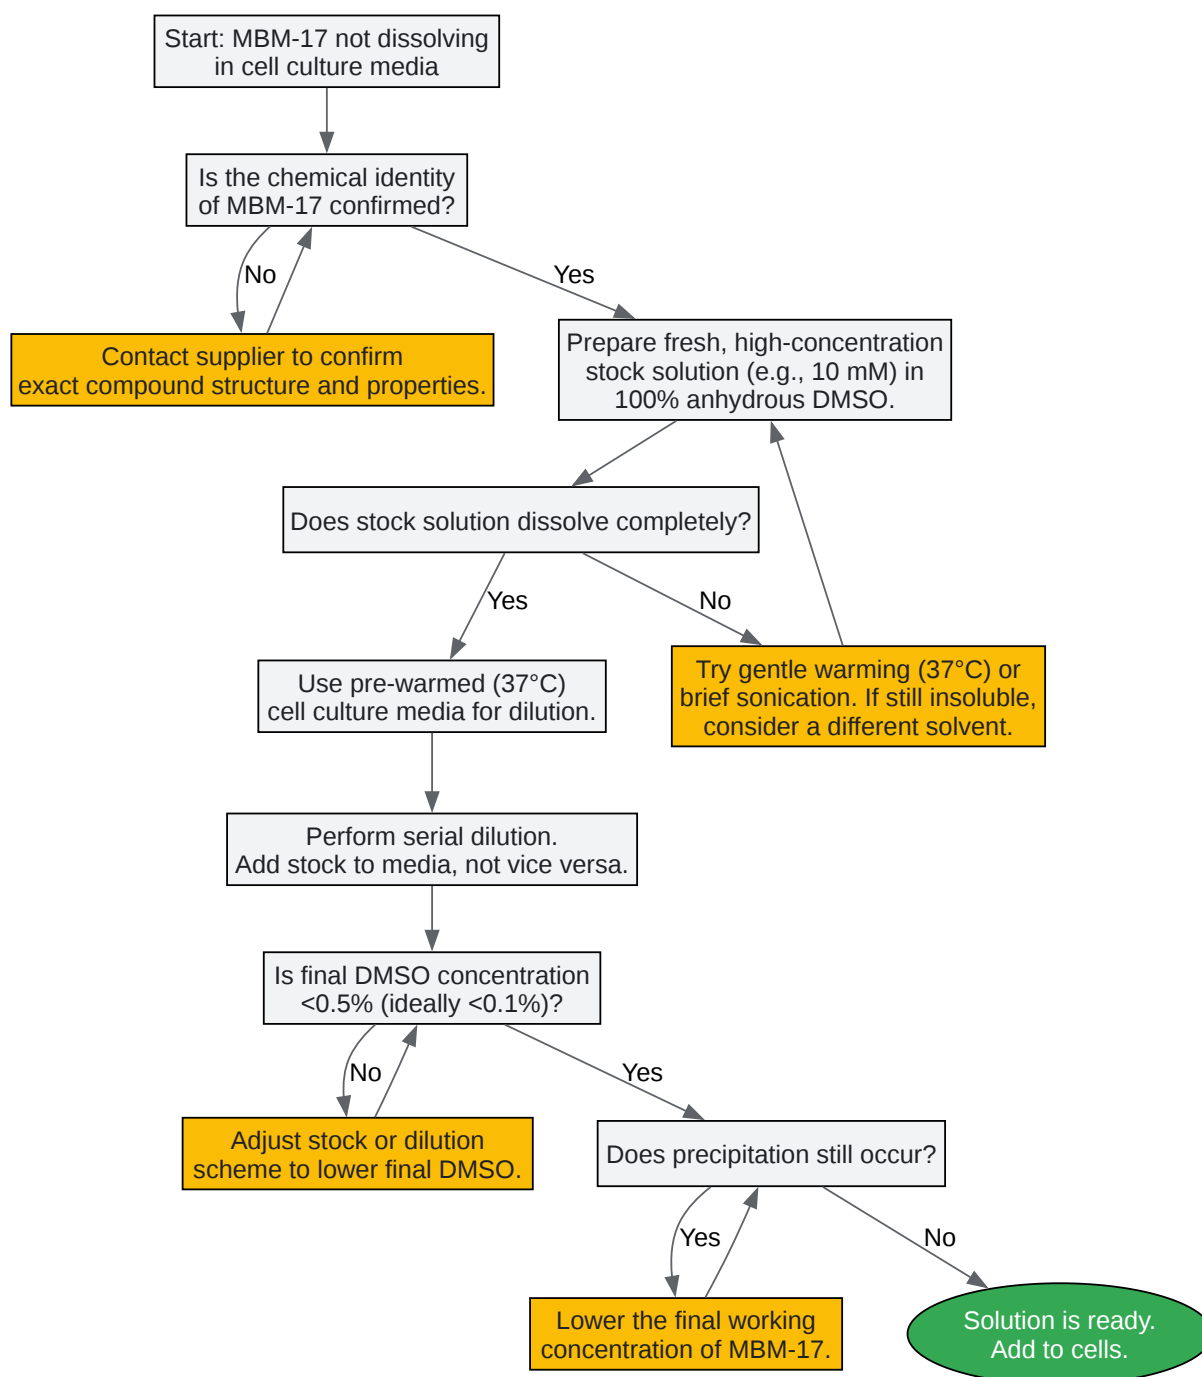 Start: MBM-17 not dissolving
in cell culture media
Is the chemical identity
of MBM-17 confirmed?
No
Yes
Contact supplier to confirm
exact compound structure and properties.
Prepare fresh, high-concentration
stock solution (e.g., 10 mM) in
100% anhydrous DMSO.
Does stock solution dissolve completely?
Yes
No
Use pre-warmed (37°C)
cell culture media for dilution.
Try gentle warming (37°C) or
brief sonication. If still insoluble,
consider a different solvent.
Perform serial dilution.
Add stock to media, not vice versa.
Is final DMSO concentration
<0.5% (ideally <0.1%)?
No
Yes
Adjust stock or dilution
scheme to lower final DMSO.
Does precipitation still occur?
Yes
No
Lower the final working
concentration of MBM-17.
Solution is ready.
Add to cells.